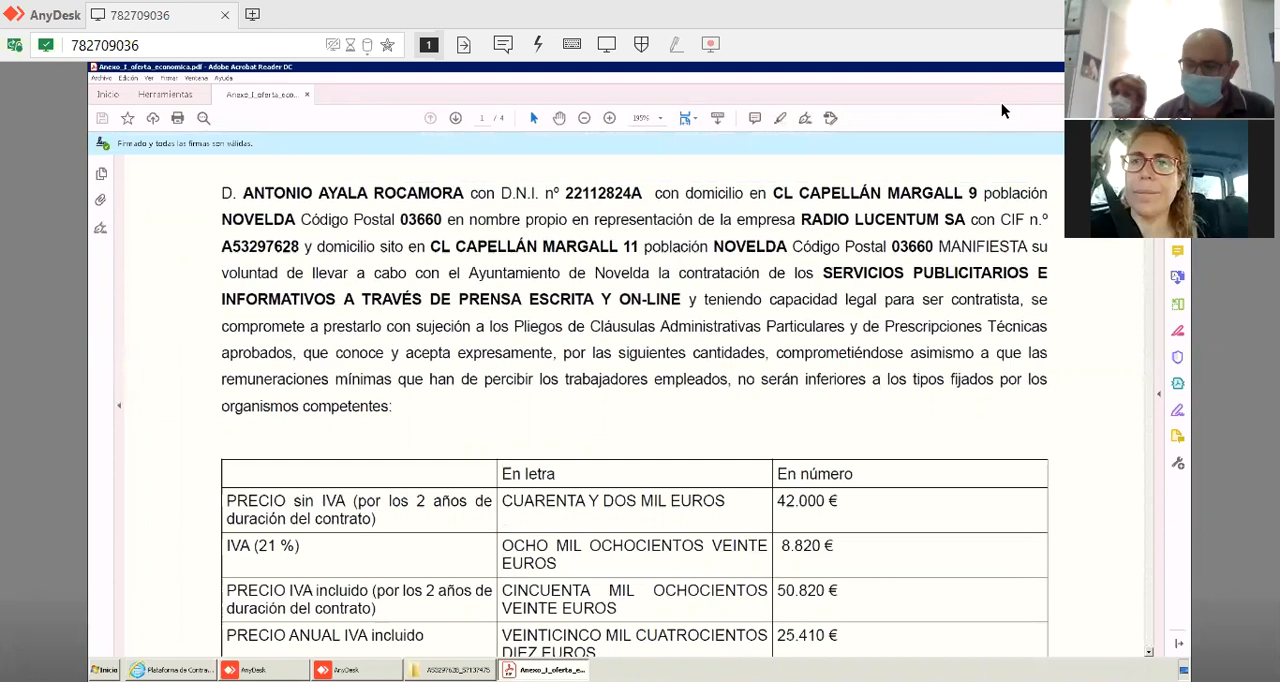 AnyDesk
782709036
782709036
1
Anexo_I_oferta_economica.pdf - Adobe Acrobat Reader DC
Archivo Edición Ver Firmar Ventana Ayuda
Inicio Herramientas Anexo_I_oferta_eco... ×
1 / 4 195%
Firmado y todas las firmas son válidas.
D. ANTONIO AYALA ROCAMORA con D.N.I. nº 22112824A con domicilio en CL CAPELLÁN MARGALL 9 población
NOVELDA Código Postal 03660 en nombre propio en representación de la empresa RADIO LUCENTUM SA con CIF n.º
A53297628 y domicilio sito en CL CAPELLÁN MARGALL 11 población NOVELDA Código Postal 03660 MANIFIESTA su
voluntad de llevar a cabo con el Ayuntamiento de Novelda la contratación de los SERVICIOS PUBLICITARIOS E
INFORMATIVOS A TRAVÉS DE PRENSA ESCRITA Y ON-LINE y teniendo capacidad legal para ser contratista, se
compromete a prestarlo con sujeción a los Pliegos de Cláusulas Administrativas Particulares y de Prescripciones Técnicas
aprobados, que conoce y acepta expresamente, por las siguientes cantidades, comprometiéndose asimismo a que las
remuneraciones mínimas que han de percibir los trabajadores empleados, no serán inferiores a los tipos fijados por los
organismos competentes:
En letra
En número
PRECIO sin IVA (por los 2 años de
duración del contrato)
CUARENTA Y DOS MIL EUROS
42.000 €
IVA (21 %)
OCHO MIL OCHOCIENTOS VEINTE
EUROS
8.820 €
PRECIO IVA incluido (por los 2 años de
duración del contrato)
CINCUENTA MIL OCHOCIENTOS
VEINTE EUROS
50.820 €
PRECIO ANUAL IVA incluido
VEINTICINCO MIL CUATROCIENTOS
DIEZ EUROS
25.410 €
Inicio Plataforma de Contra... AnyDesk AnyDesk A53297628_57137475 Anexo_I_oferta_e...